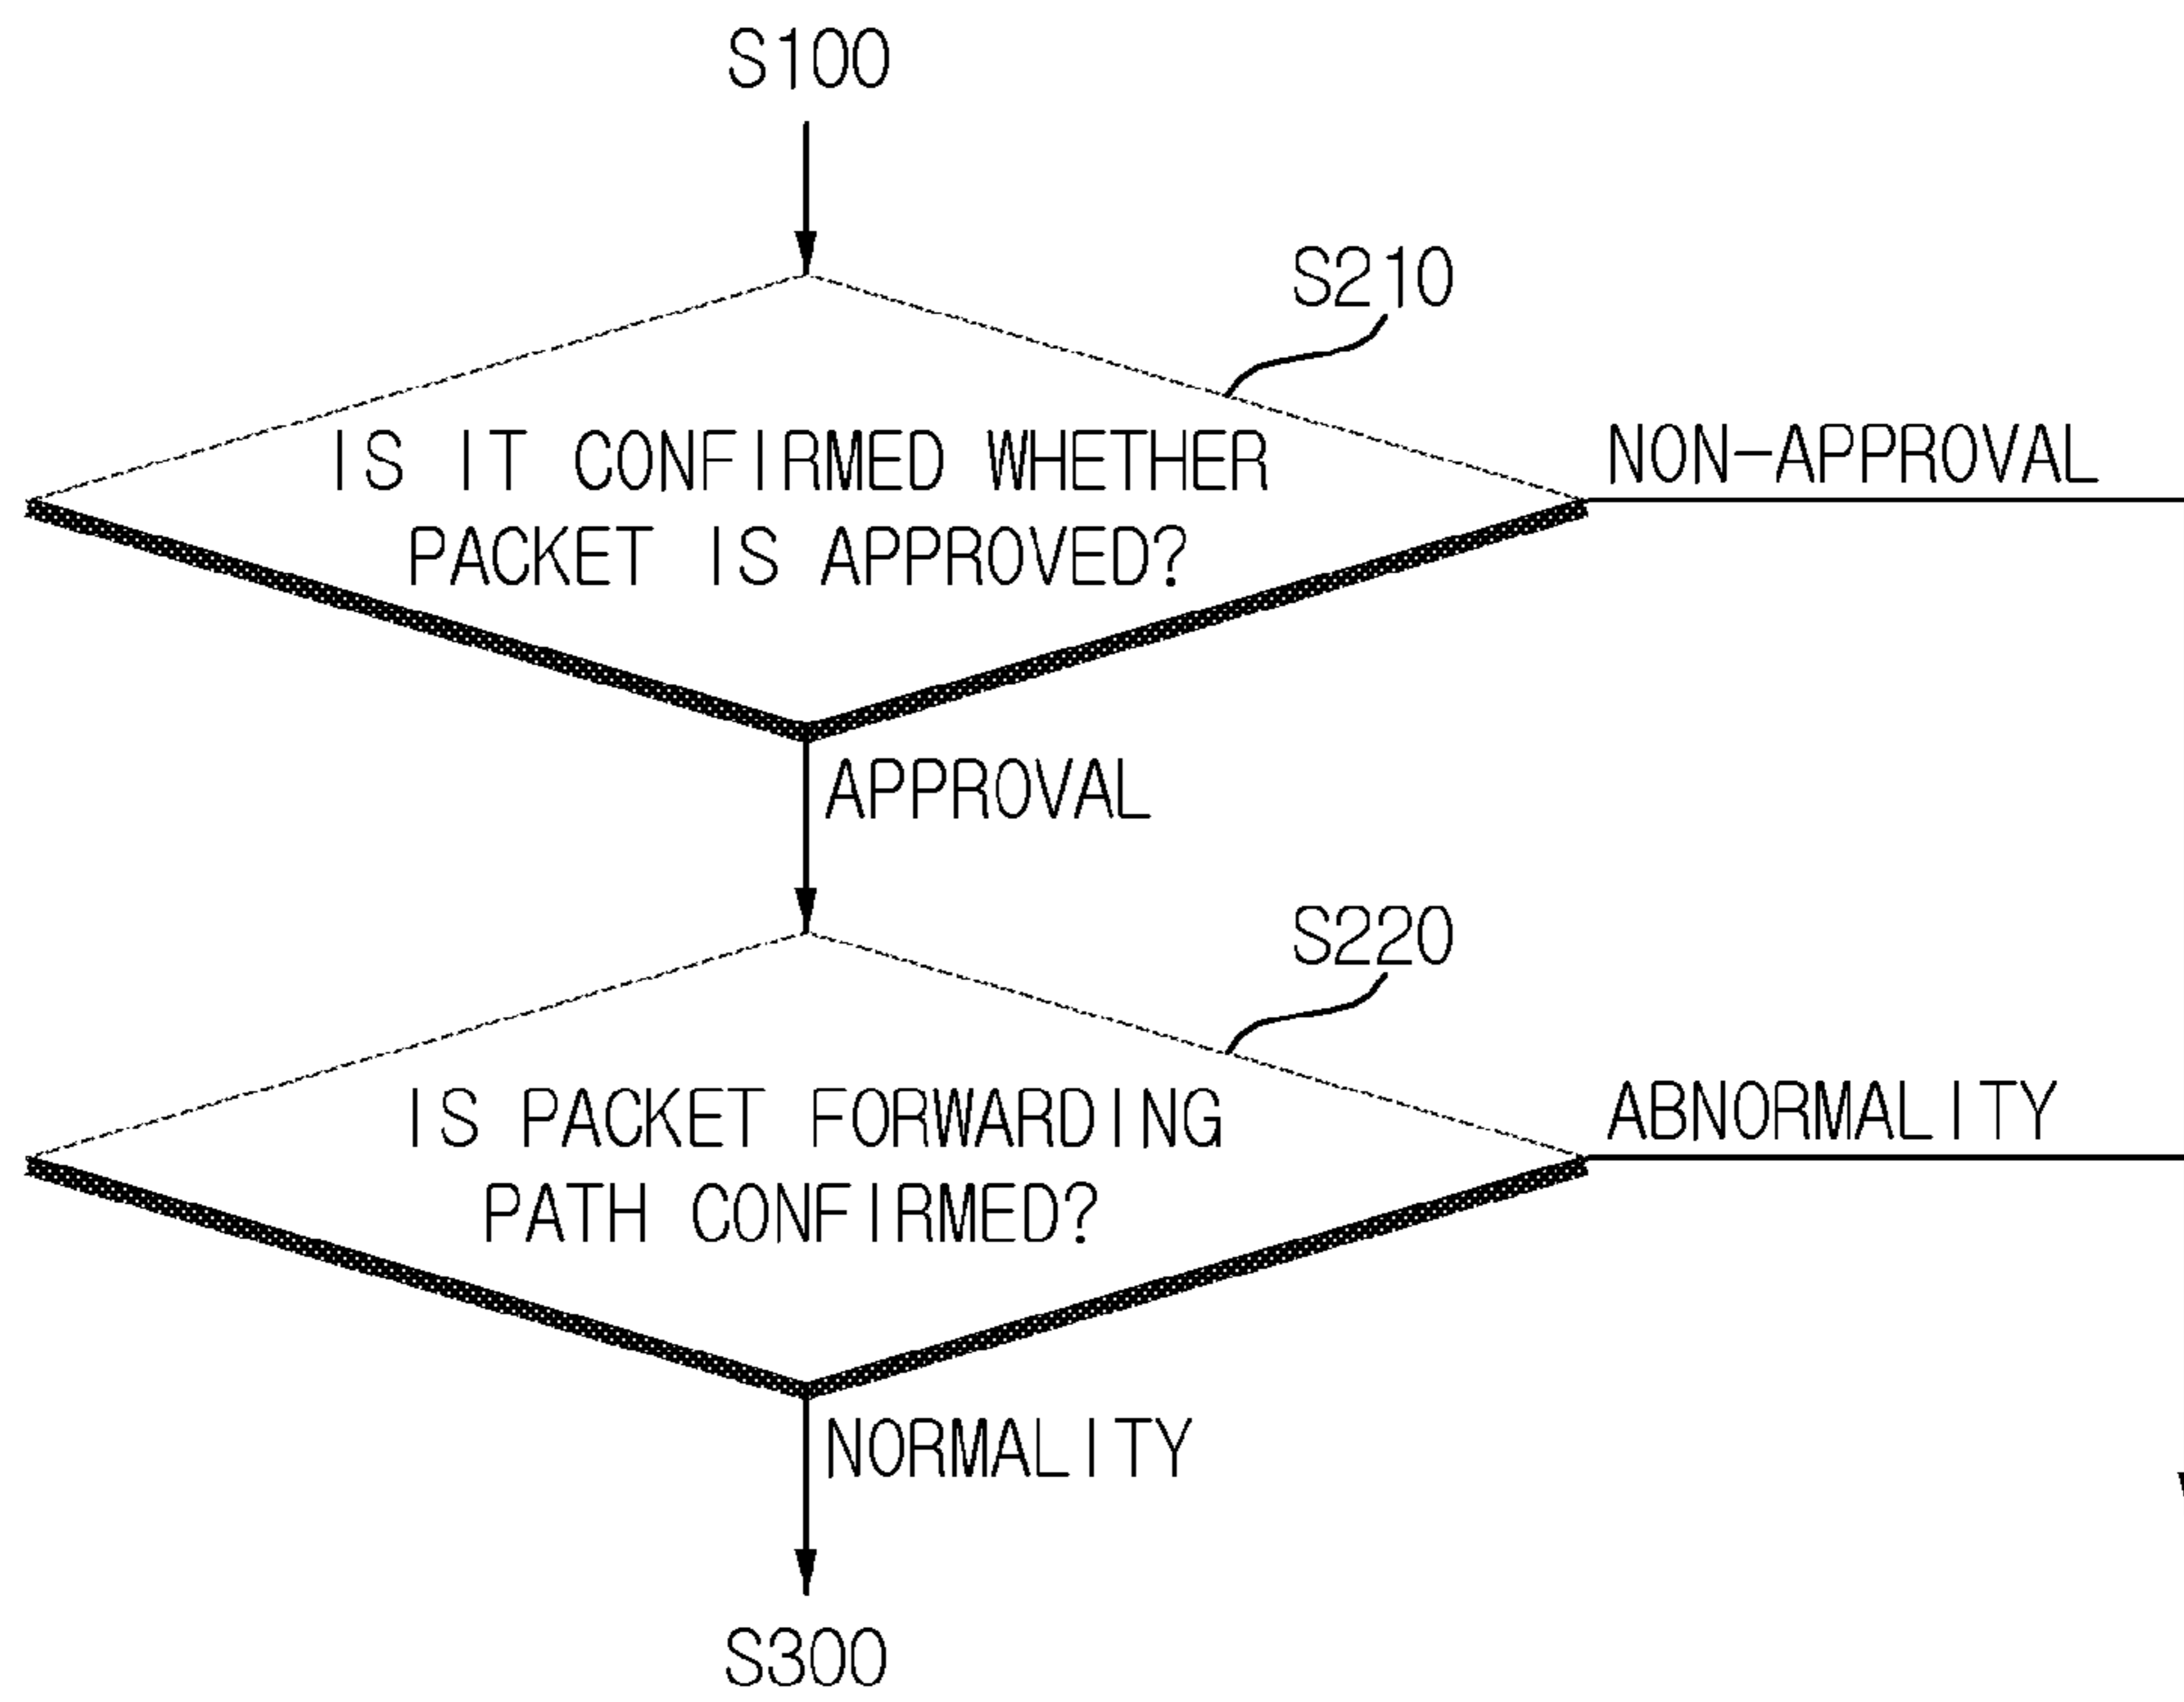 S100
S210
IS IT CONFIRMED WHETHER
PACKET IS APPROVED?
NON-APPROVAL
APPROVAL
S220
IS PACKET FORWARDING
PATH CONFIRMED?
ABNORMALITY
NORMALITY
S300